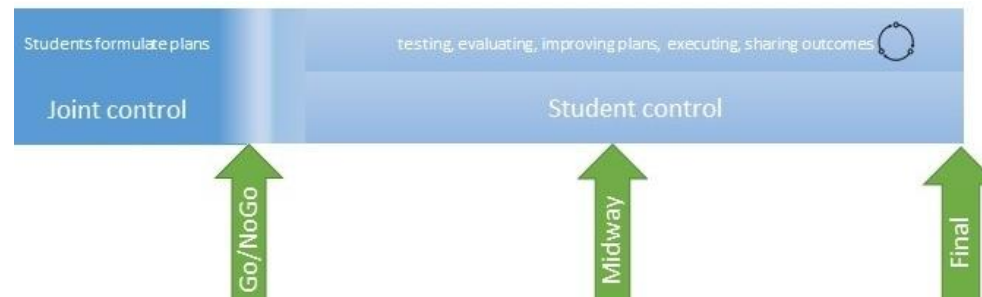 Students formulate plans
testing, evaluating, improving plans, executing, sharing outcomes
Joint control
Student control
Go/NoGo
Midway
Final